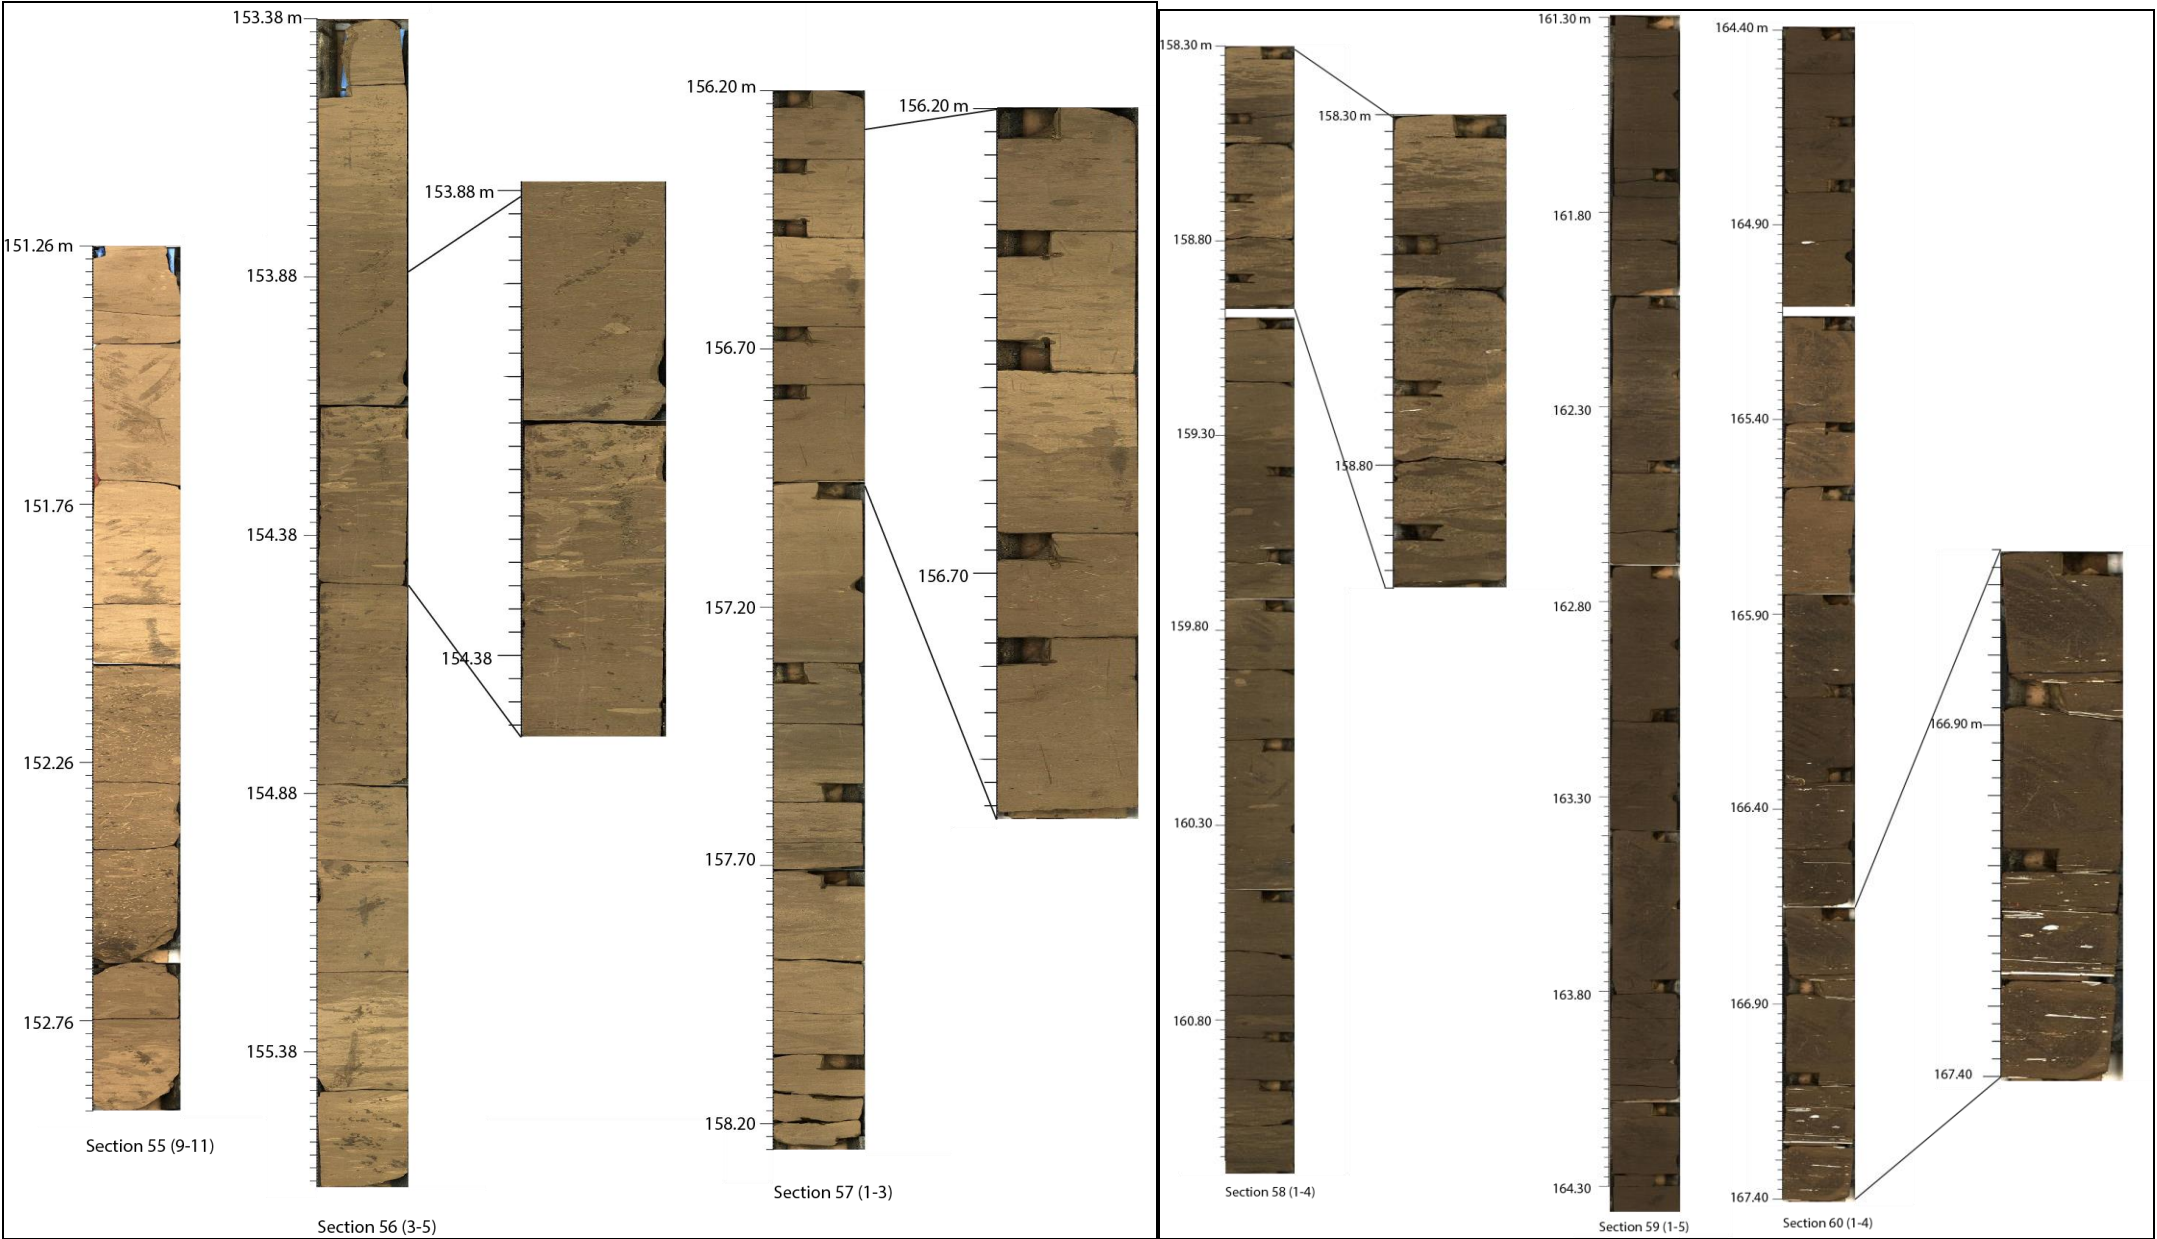 151.26 m
151.76
152.26
152.76
Section 55 (9-11)
153.38 m
153.88
154.38
154.88
155.38
Section 56 (3-5)
153.88 m
154.38
156.20 m
156.70
157.20
157.70
158.20
Section 57 (1-3)
156.20 m
156.70
158.30 m
158.80
159.30
159.80
160.30
160.80
Section 58 (1-4)
158.30 m
158.80
161.30 m
161.80
162.30
162.80
163.30
163.80
164.30
Section 59 (1-5)
164.40 m
164.90
165.40
165.90
166.40
166.90
167.40
Section 60 (1-4)
166.90 m
167.40